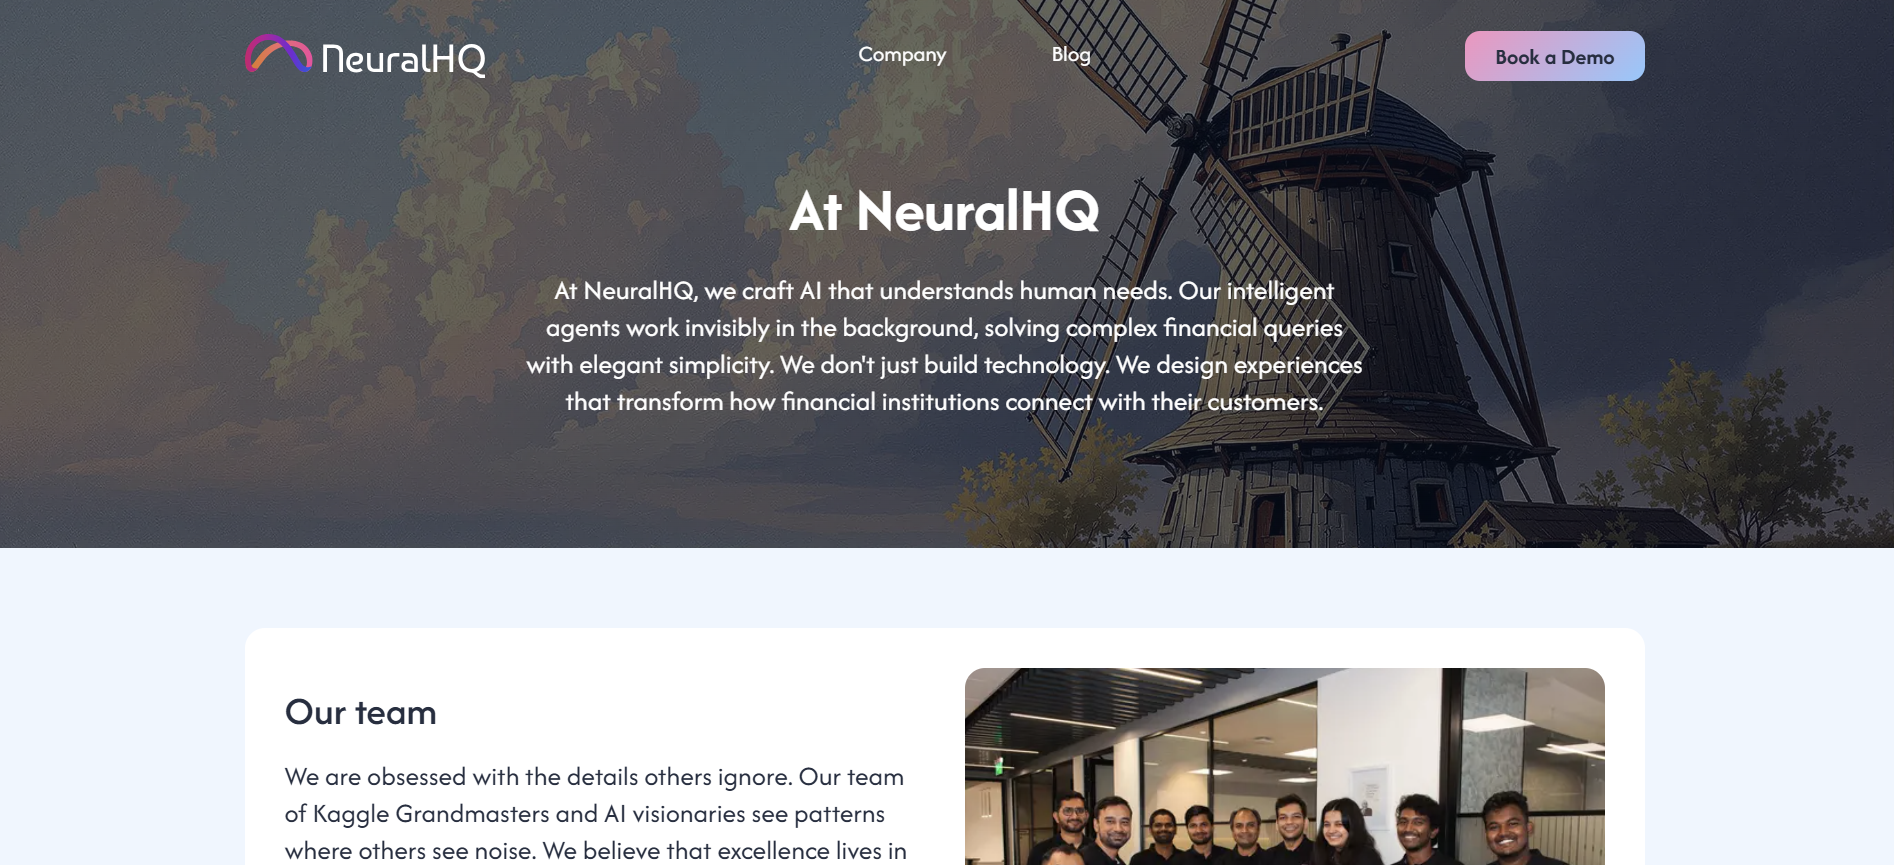 NeuralHQ
Company
Blog
Book a Demo
At NeuralHQ
At NeuralHQ, we craft AI that understands human needs. Our intelligent
agents work invisibly in the background, solving complex financial queries
with elegant simplicity. We don't just build technology. We design experiences
that transform how financial institutions connect with their customers.
Our team
We are obsessed with the details others ignore. Our team
of Kaggle Grandmasters and AI visionaries see patterns
where others see noise. We believe that excellence lives in